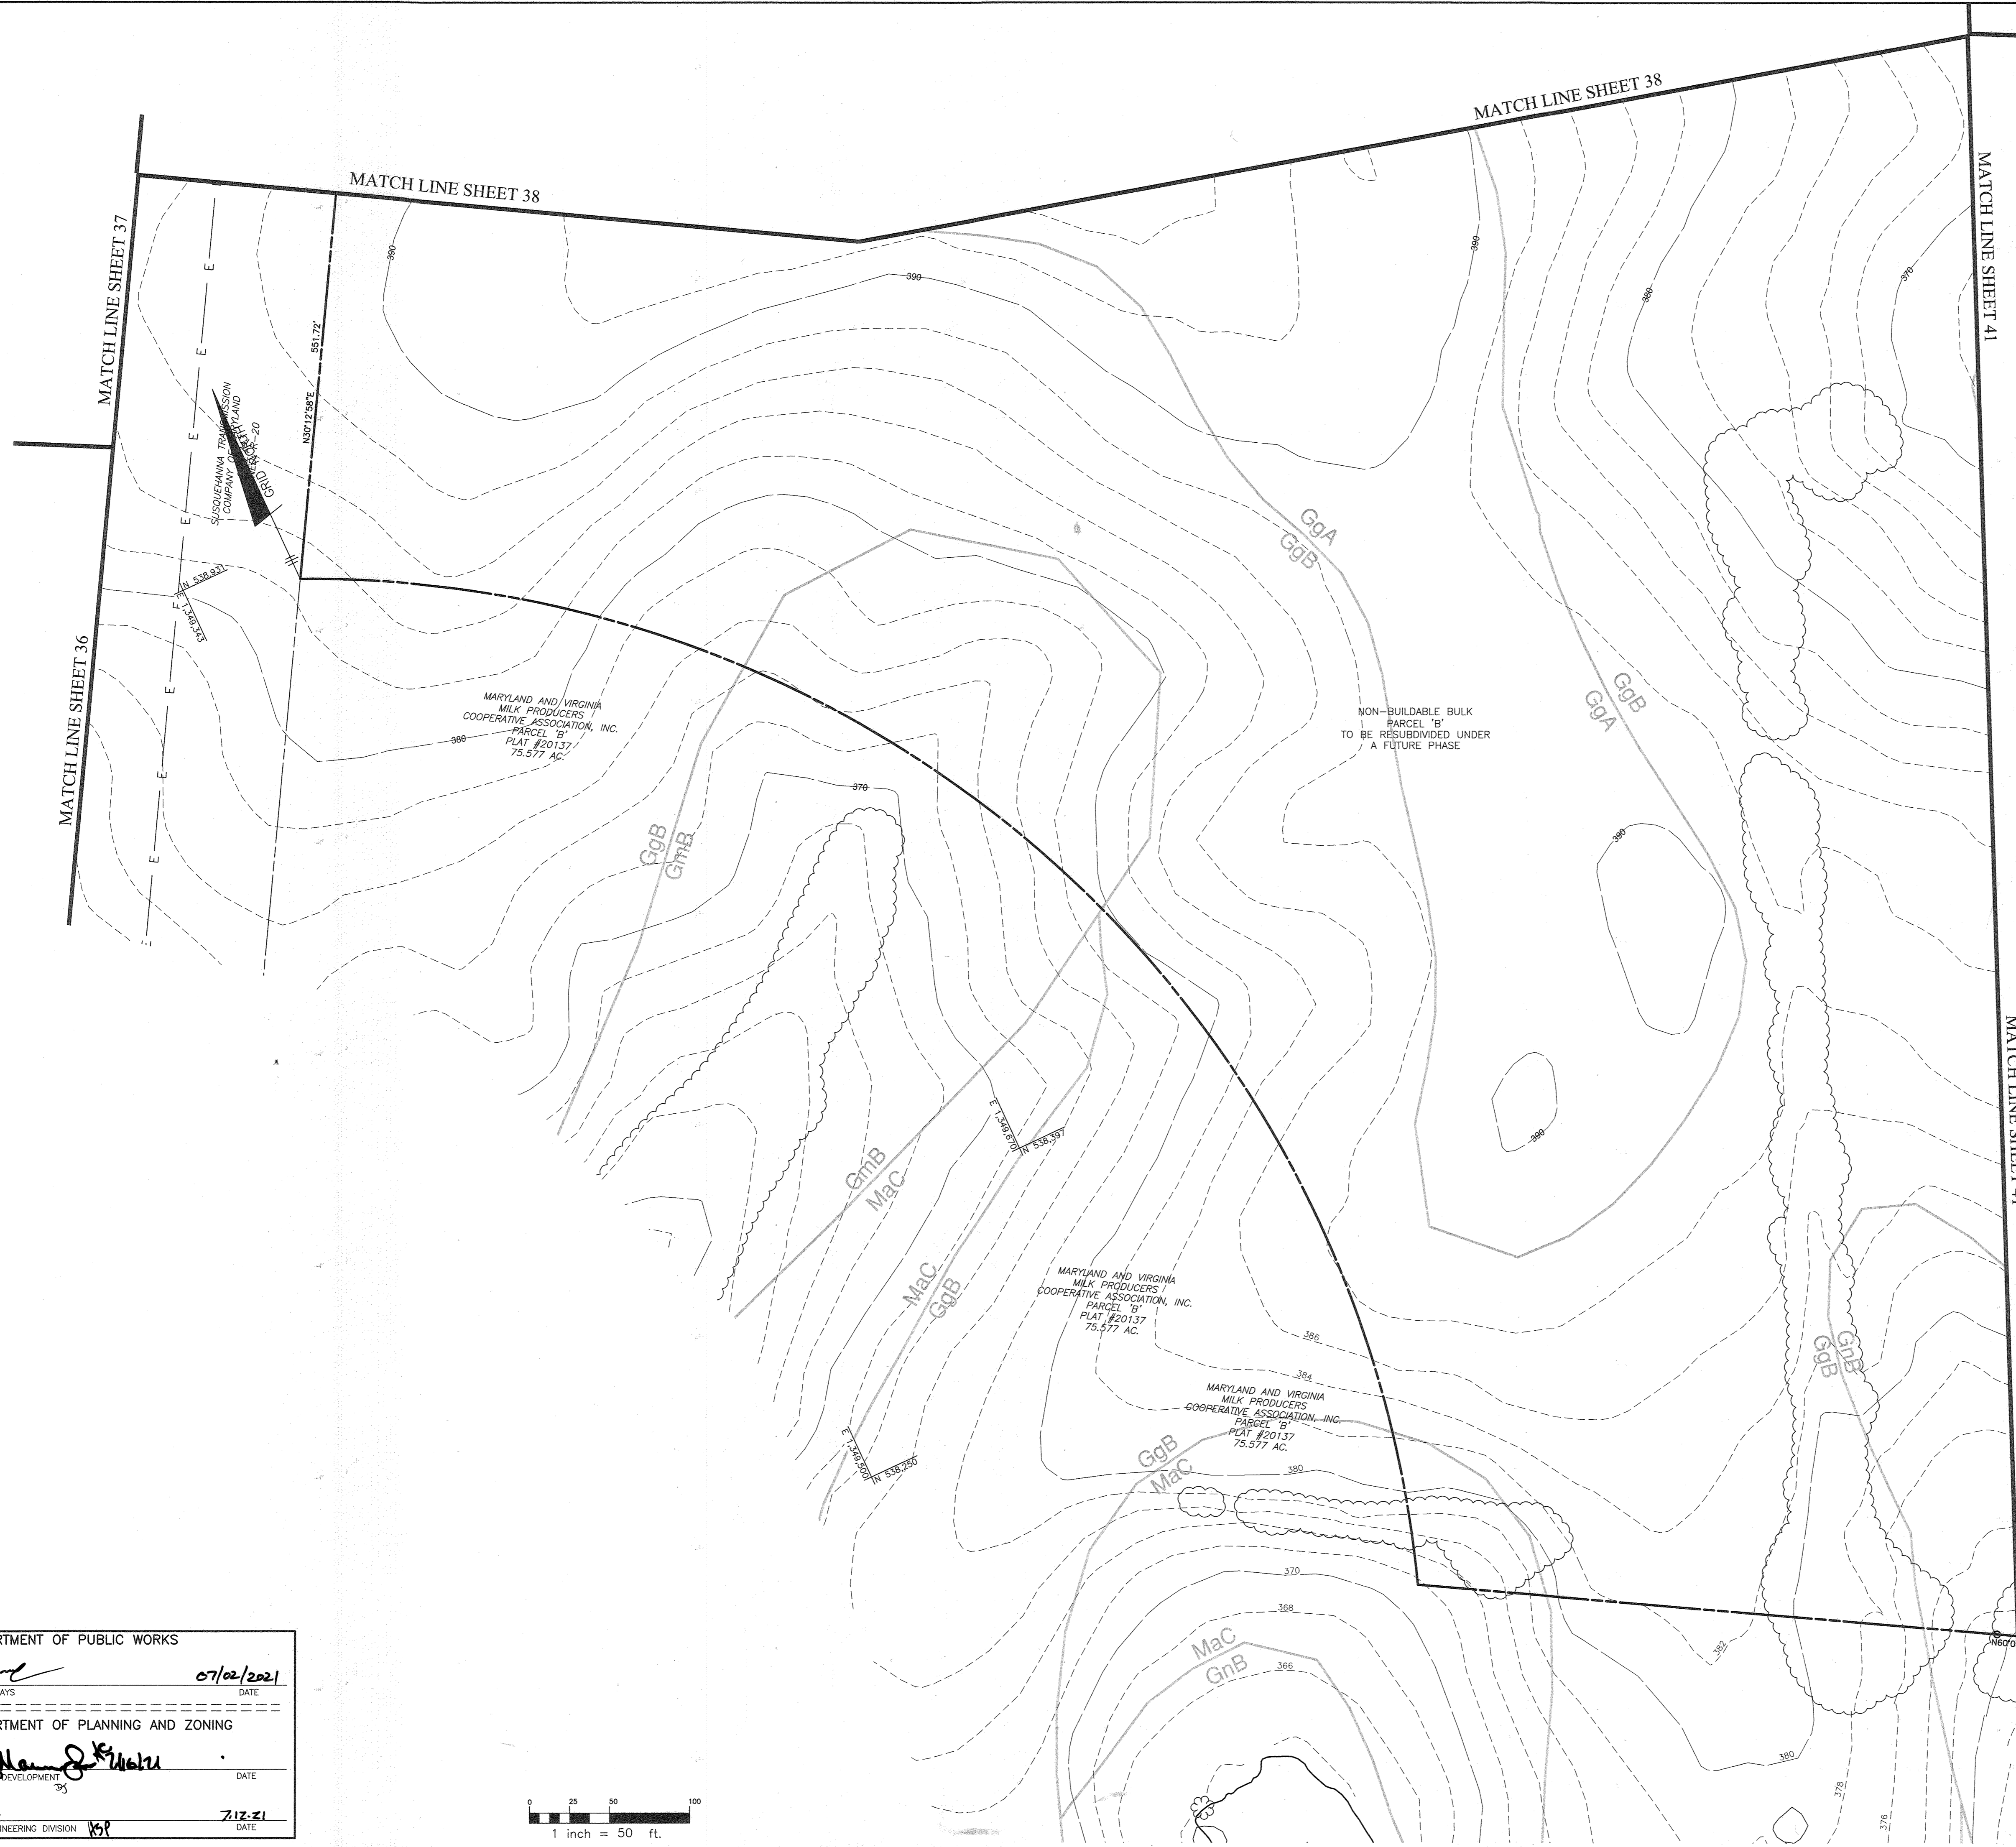 MATCH LINE SHEET 38
MATCH LINE SHEET 38
MATCH LINE SHEET 37
MATCH LINE SHEET 41
390
390
390
380
370
551.72'
N30°12'58"E
SUSQUEHANNA TRANSMISSION
COMPANY OF MARYLAND
GRID NORTH
N 538,931
E 1,349,343
MATCH LINE SHEET 36
GgA
GgB
MARYLAND AND VIRGINIA
MILK PRODUCERS
COOPERATIVE ASSOCIATION, INC.
PARCEL 'B'
PLAT #20137
75.577 AC.
380
NON-BUILDABLE BULK
PARCEL 'B'
TO BE RESUBDIVIDED UNDER
A FUTURE PHASE
GgB
GgA
370
GgB
GmB
390
390
MATCH LINE SHEET 41
E 1,349,670
N 538,397
GmB
MaC
MaC
GgB
MARYLAND AND VIRGINIA
MILK PRODUCERS
COOPERATIVE ASSOCIATION, INC.
PARCEL 'B'
PLAT #20137
75.577 AC.
386
384
GnB
GgB
MARYLAND AND VIRGINIA
MILK PRODUCERS
COOPERATIVE ASSOCIATION, INC.
PARCEL 'B'
PLAT #20137
75.577 AC.
E 1,349,500
N 538,250
GgB
MaC
380
370
368
366
MaC
GnB
382
N60°0
380
378
376
RTMENT OF PUBLIC WORKS
07/02/2021
AYS
DATE
RTMENT OF PLANNING AND ZONING
DEVELOPMENT
DATE
7.12.21
INEERING DIVISION
DATE
0 25 50 100
1 inch = 50 ft.
E
E
E
E
E
E
E
E
E